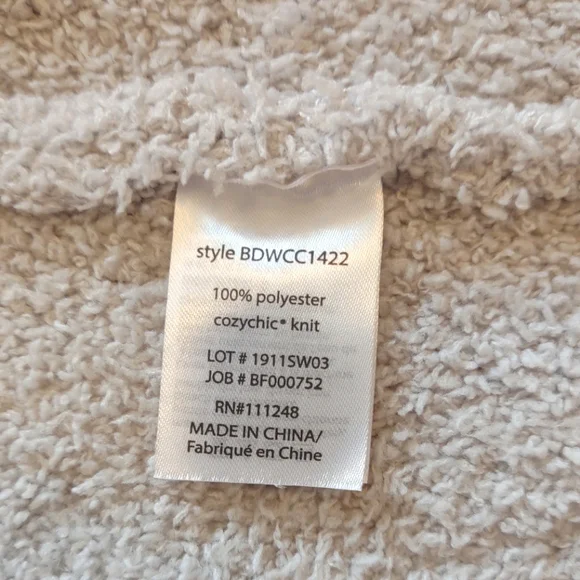 style BDWCC1422
100% polyester
cozychic® knit
LOT # 1911SW03
JOB # BF000752
RN#111248
MADE IN CHINA/
Fabriqué en Chine